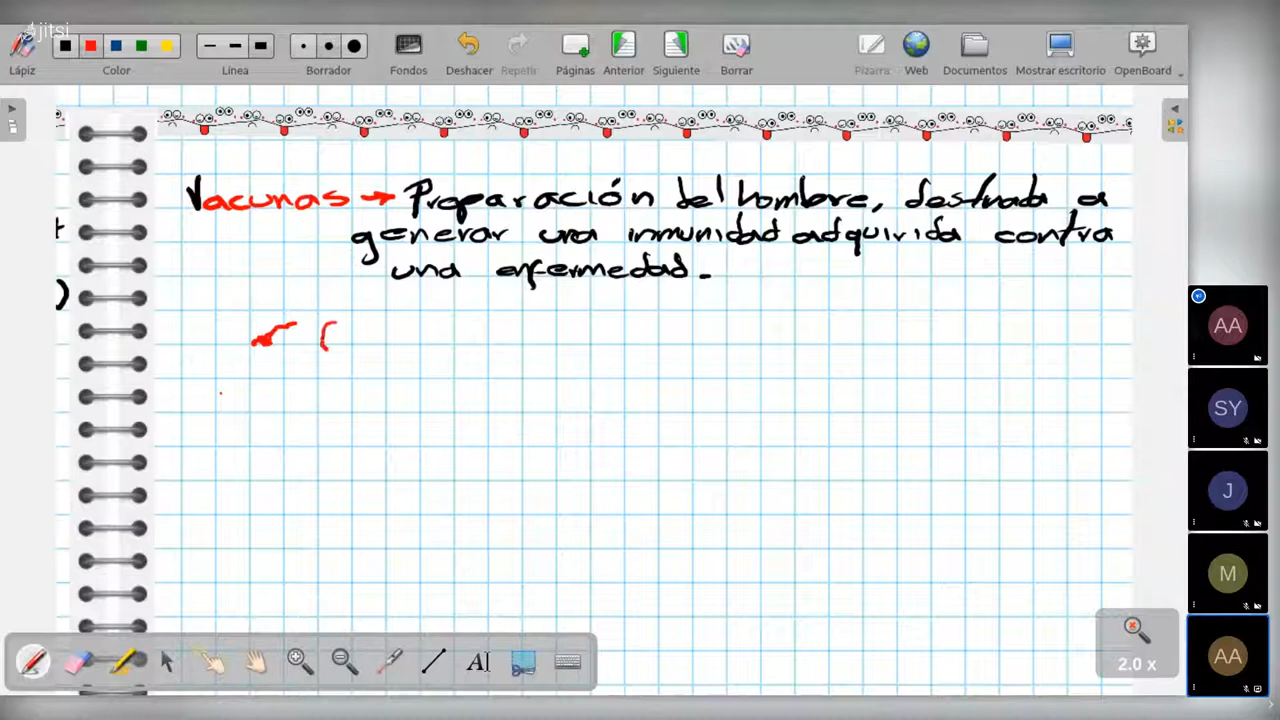 jitsi
Lápiz
Color
Línea
Borrador
Fondos
Deshacer
Repetir
Páginas
Anterior
Siguiente
Borrar
Pizarra
Web
Documentos
Mostrar escritorio
OpenBoard
Vacunas → Preparación del hombre, destinada a
generar una inmunidad adquirida contra
una enfermedad.
AA
SY
J
M
AA
2.0 x